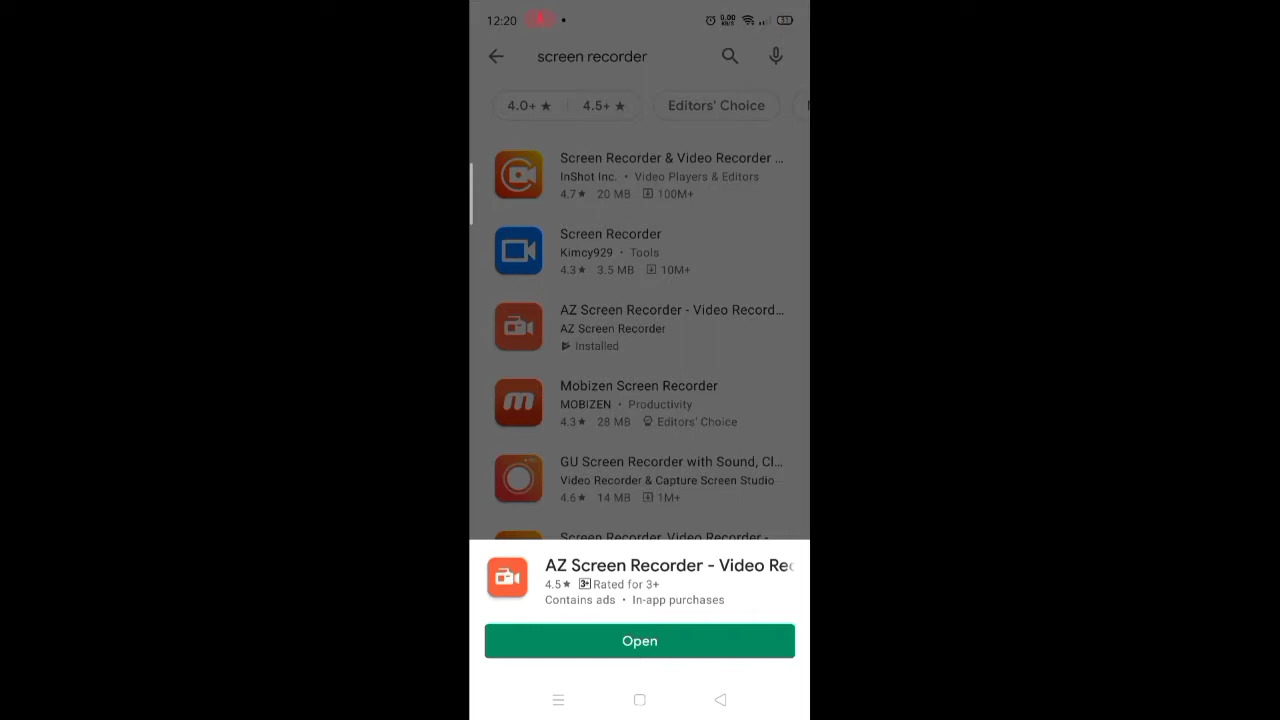 12:20 0.00 KB/S 51
screen recorder
4.0+ ★ 4.5+ ★ Editors' Choice
Screen Recorder & Video Recorder ...
InShot Inc. • Video Players & Editors
4.7★ 20 MB 100M+
Screen Recorder
Kimcy929 • Tools
4.3★ 3.5 MB 10M+
AZ Screen Recorder - Video Record...
AZ Screen Recorder
Installed
m
Mobizen Screen Recorder
MOBIZEN • Productivity
4.3★ 28 MB Editors' Choice
GU Screen Recorder with Sound, Cl...
Video Recorder & Capture Screen Studio
4.6★ 14 MB 1M+
Screen Recorder, Video Recorder -
AZ Screen Recorder - Video Rec
4.5★ 3+ Rated for 3+
Contains ads • In-app purchases
Open